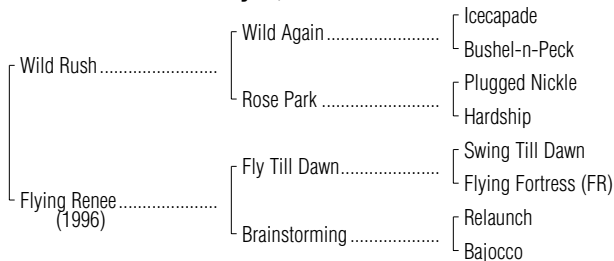 Icecapade
Wild Again
Bushel-n-Peck
Wild Rush
Plugged Nickle
Rose Park
Hardship
Swing Till Dawn
Fly Till Dawn
Flying Fortress (FR)
Flying Renee
(1996)
Relaunch
Brainstorming
Bajocco